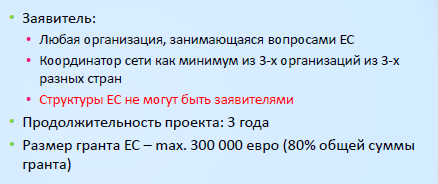 • Заявитель:
• Любая организация, занимающаяся вопросами ЕС
• Координатор сети как минимум из 3-х организаций из 3-х
разных стран
• Структуры ЕС не могут быть заявителями
• Продолжительность проекта: 3 года
• Размер гранта ЕС – max. 300 000 евро (80% общей суммы
гранта)